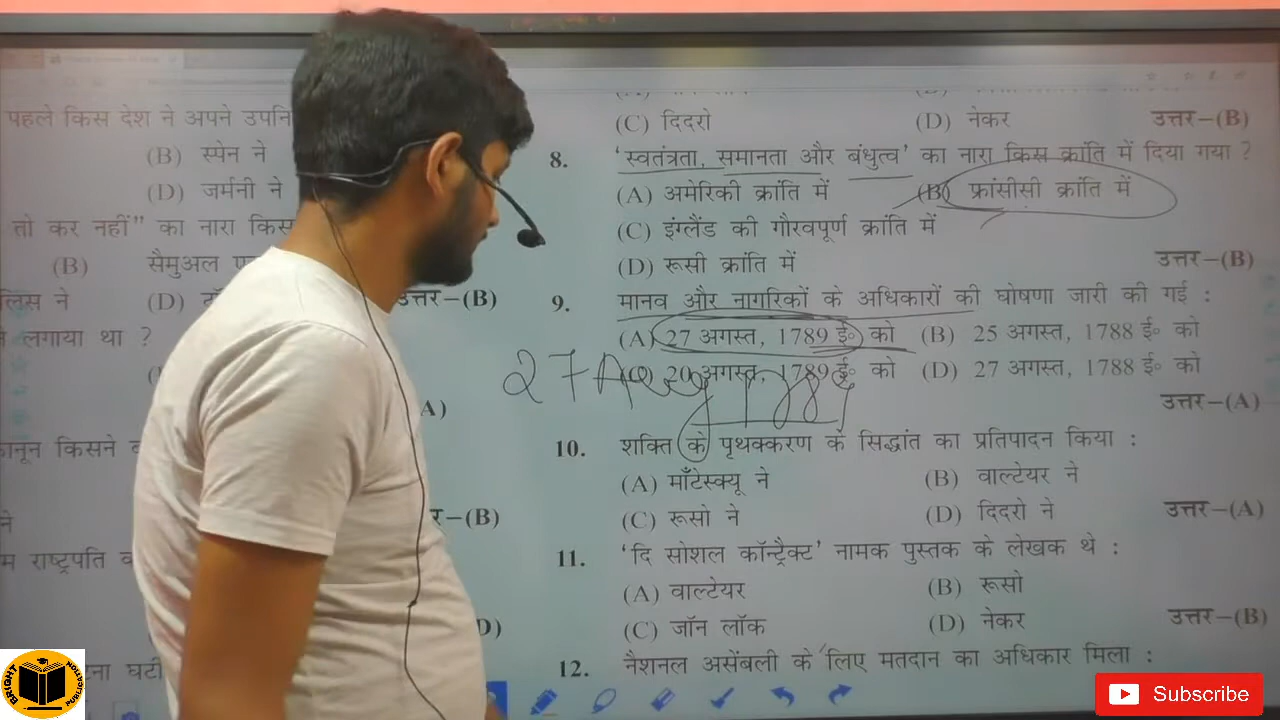 पहले किस देश ने अपने
(B) स्पेन ने
(D) जर्मनी ने
तो कर नहीं" का नारा
(B) सैमुअल
(D)
उत्तर–(B)
लगाया था ?
A)
कानून किसने
–(B)
राष्ट्रपति
D)
घटी
(C) दिदरो (D) नेकर उत्तर–(B)
8. 'स्वतंत्रता, समानता और बंधुत्व' का नारा किस क्रांति में दिया गया ?
(A) अमेरिकी क्रांति में (B) फ्रांसीसी क्रांति में
(C) इंग्लैंड की गौरवपूर्ण क्रांति में
(D) रूसी क्रांति में उत्तर–(B)
9. मानव और नागरिकों के अधिकारों की घोषणा जारी की गई :
(A) 27 अगस्त, 1789 ई॰ को (B) 25 अगस्त, 1788 ई॰ को
(C) 20 अगस्त, 1789 ई॰ को (D) 27 अगस्त, 1788 ई॰ को
27 Aug 1789
उत्तर–(A)
10. शक्ति के पृथक्करण के सिद्धांत का प्रतिपादन किया :
(A) माँटेस्क्यू ने (B) वाल्टेयर ने
(C) रूसो ने (D) दिदरो ने उत्तर–(A)
11. 'दि सोशल कॉन्ट्रैक्ट' नामक पुस्तक के लेखक थे :
(A) वाल्टेयर (B) रूसो
(C) जॉन लॉक (D) नेकर उत्तर–(B)
12. नैशनल असेंबली के लिए मतदान का अधिकार मिला :
BRIGHT
Subscribe